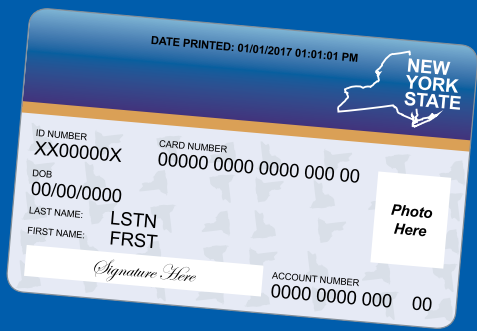 DATE PRINTED: 01/01/2017 01:01:01 PM
NEW
YORK
STATE
ID NUMBER
XX00000X
CARD NUMBER
00000 0000 0000 000 00
DOB
00/00/0000
LAST NAME: LSTN
FIRST NAME: FRST
Photo
Here
Signature Here
ACCOUNT NUMBER
0000 0000 000 00